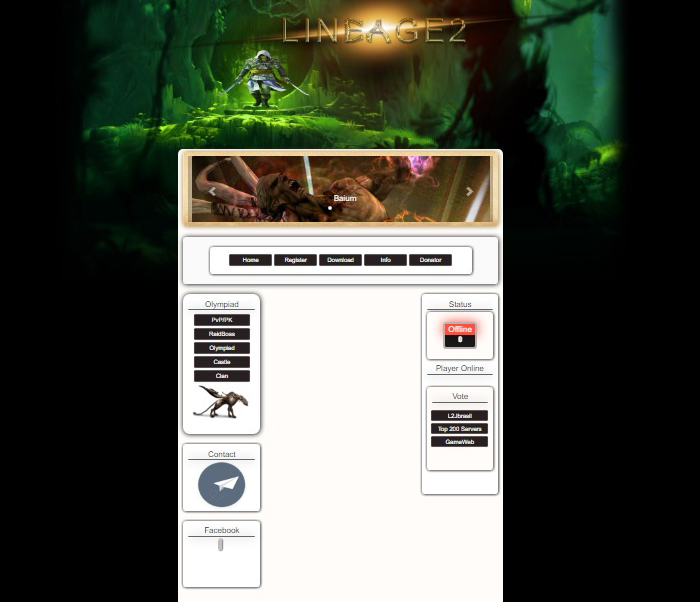 LINEAGE2
Baium
Home Register Download Info Donator
Olympiad
PvP/PK
RaidBoss
Olympiad
Castle
Clan
Contact
Facebook
Status
Offline
0
Player Online
Vote
L2Jbrasil
Top 200 Servers
GameWeb